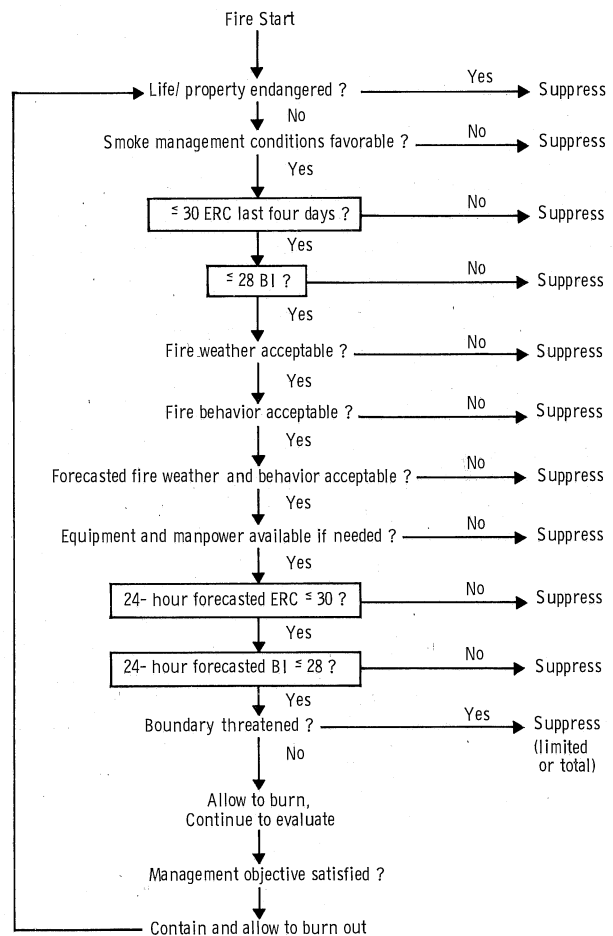 Fire Start
Life/ property endangered ? Yes Suppress
No
Smoke management conditions favorable ? No Suppress
Yes
≤ 30 ERC last four days ? No Suppress
Yes
≤ 28 BI ? No Suppress
Yes
Fire weather acceptable ? No Suppress
Yes
Fire behavior acceptable ? No Suppress
Yes
Forecasted fire weather and behavior acceptable ? No Suppress
Yes
Equipment and manpower available if needed ? No Suppress
Yes
24- hour forecasted ERC ≤ 30 ? No Suppress
Yes
24- hour forecasted BI ≤ 28 ? No Suppress
Yes
Boundary threatened ? Yes Suppress
(limited
or total)
No
Allow to burn,
Continue to evaluate
Management objective satisfied ?
Contain and allow to burn out